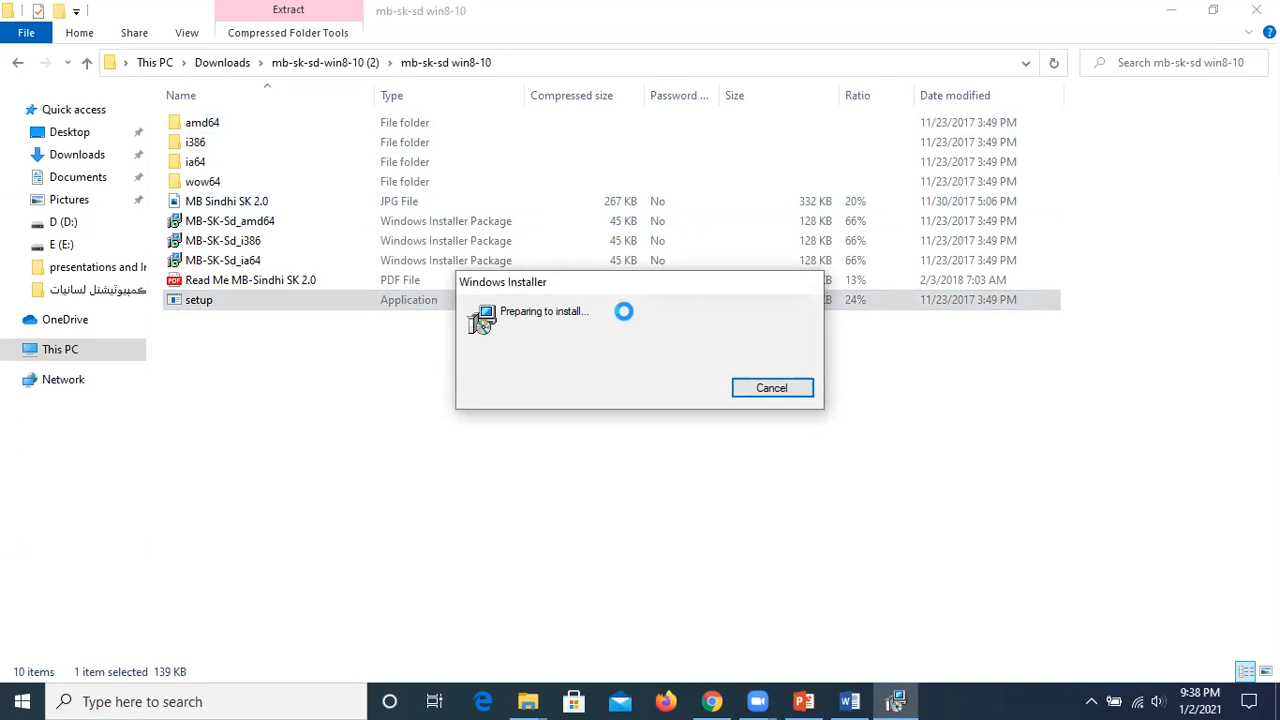 Extract
mb-sk-sd win8-10
File Home Share View Compressed Folder Tools
This PC Downloads mb-sk-sd-win8-10 (2) mb-sk-sd win8-10
Search mb-sk-sd win8-10
Name Type Compressed size Password ... Size Ratio Date modified
Quick access
Desktop
Downloads
Documents
Pictures
D (D:)
E (E:)
presentations and Ir
ڪمپيوٽيشنل لسانيات
OneDrive
This PC
Network
amd64 File folder 11/23/2017 3:49 PM
i386 File folder 11/23/2017 3:49 PM
ia64 File folder 11/23/2017 3:49 PM
wow64 File folder 11/23/2017 3:49 PM
MB Sindhi SK 2.0 JPG File 267 KB No 332 KB 20% 11/30/2017 5:06 PM
MB-SK-Sd_amd64 Windows Installer Package 45 KB No 128 KB 66% 11/23/2017 3:49 PM
MB-SK-Sd_i386 Windows Installer Package 45 KB No 128 KB 66% 11/23/2017 3:49 PM
MB-SK-Sd_ia64 Windows Installer Package 45 KB No 128 KB 66% 11/23/2017 3:49 PM
PDF Read Me MB-Sindhi SK 2.0 PDF File 13% 2/3/2018 7:03 AM
setup Application KB 24% 11/23/2017 3:49 PM
Windows Installer
Preparing to install...
Cancel
10 items 1 item selected 139 KB
Type here to search
9:38 PM
1/2/2021